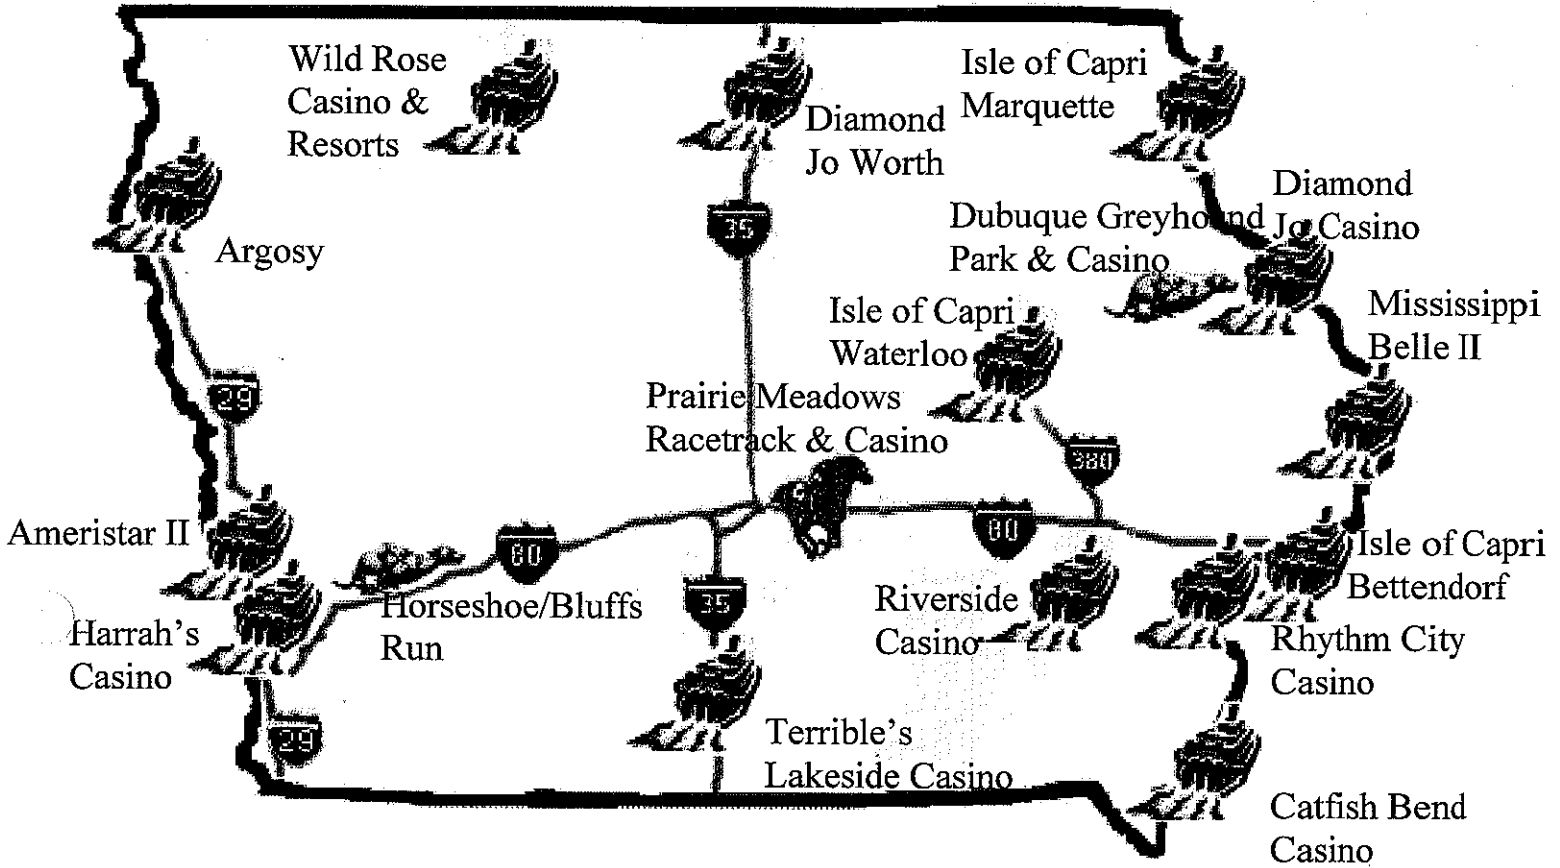 Wild Rose
Casino &
Resorts
Diamond
Jo Worth
Isle of Capri
Marquette
Argosy
35
Diamond
Jo Casino
Dubuque Greyhound
Park & Casino
Mississippi
Belle II
Isle of Capri
Waterloo
29
Prairie Meadows
Racetrack & Casino
380
Ameristar II
80
80
Isle of Capri
Bettendorf
Horseshoe/Bluffs
Run
35
Riverside
Casino
Harrah's
Casino
Rhythm City
Casino
29
Terrible's
Lakeside Casino
Catfish Bend
Casino